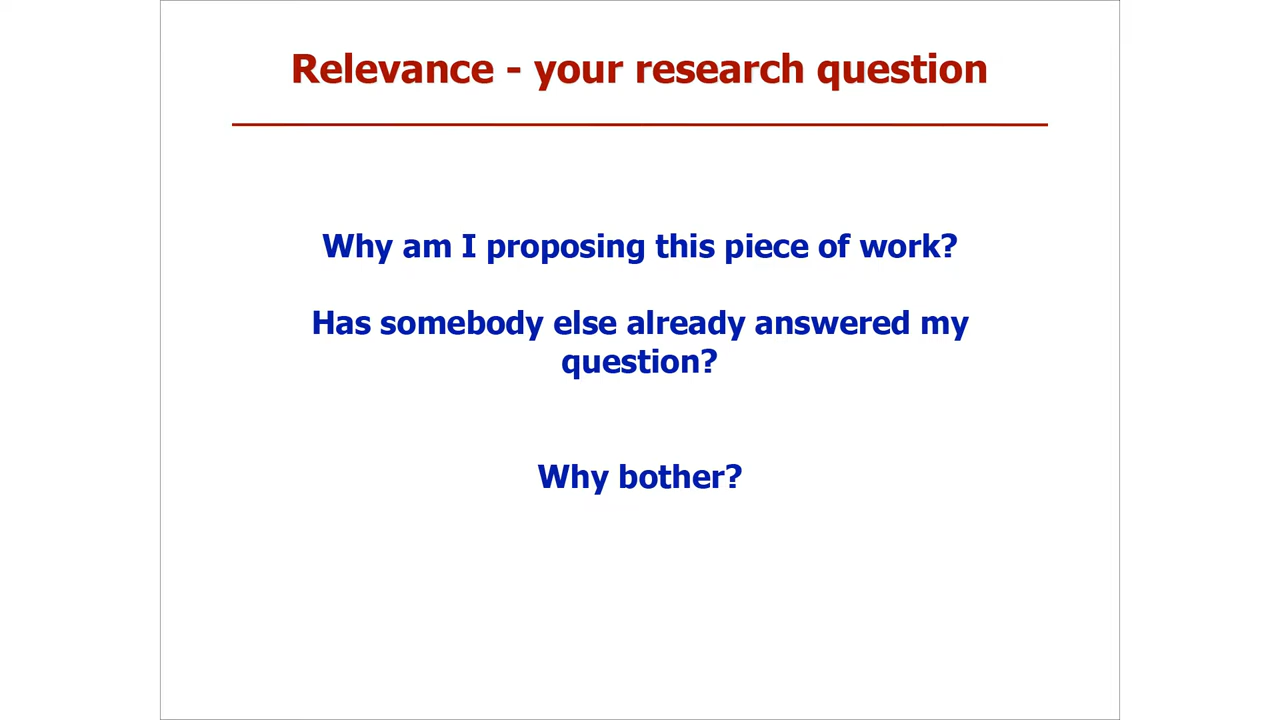 Relevance - your research question
Why am I proposing this piece of work?
Has somebody else already answered my
question?
Why bother?